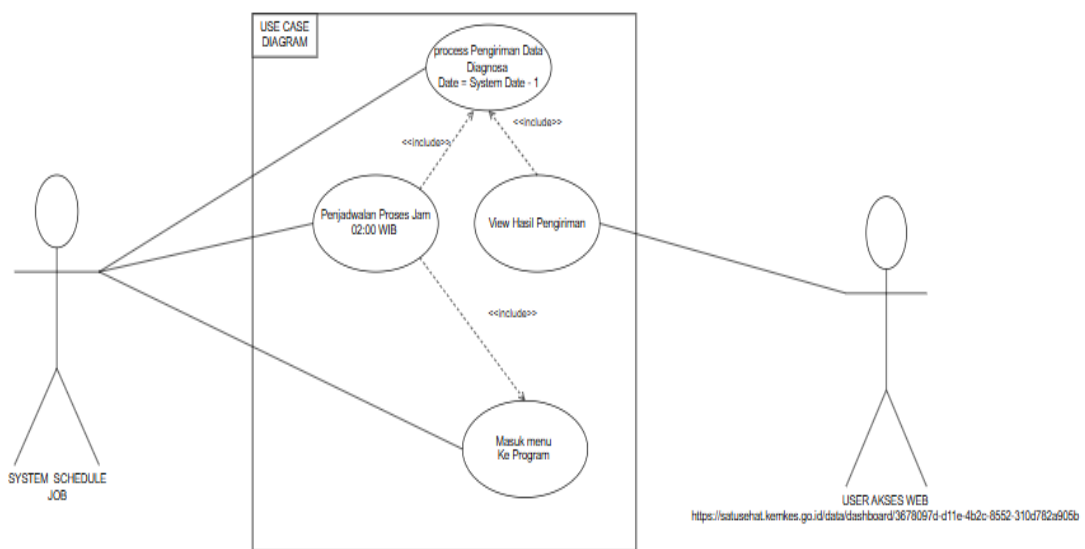 USE CASE
DIAGRAM
process Pengiriman Data
Diagnosa
Date = System Date - 1
<<include>>
<<include>>
Penjadwalan Proses Jam
02:00 WIB
View Hasil Pengiriman
<<include>>
Masuk menu
Ke Program
SYSTEM SCHEDULE
JOB
USER AKSES WEB
https://satusehat.kemkes.go.id/data/dashboard/3678097d-d11e-4b2c-8552-310d782a905b